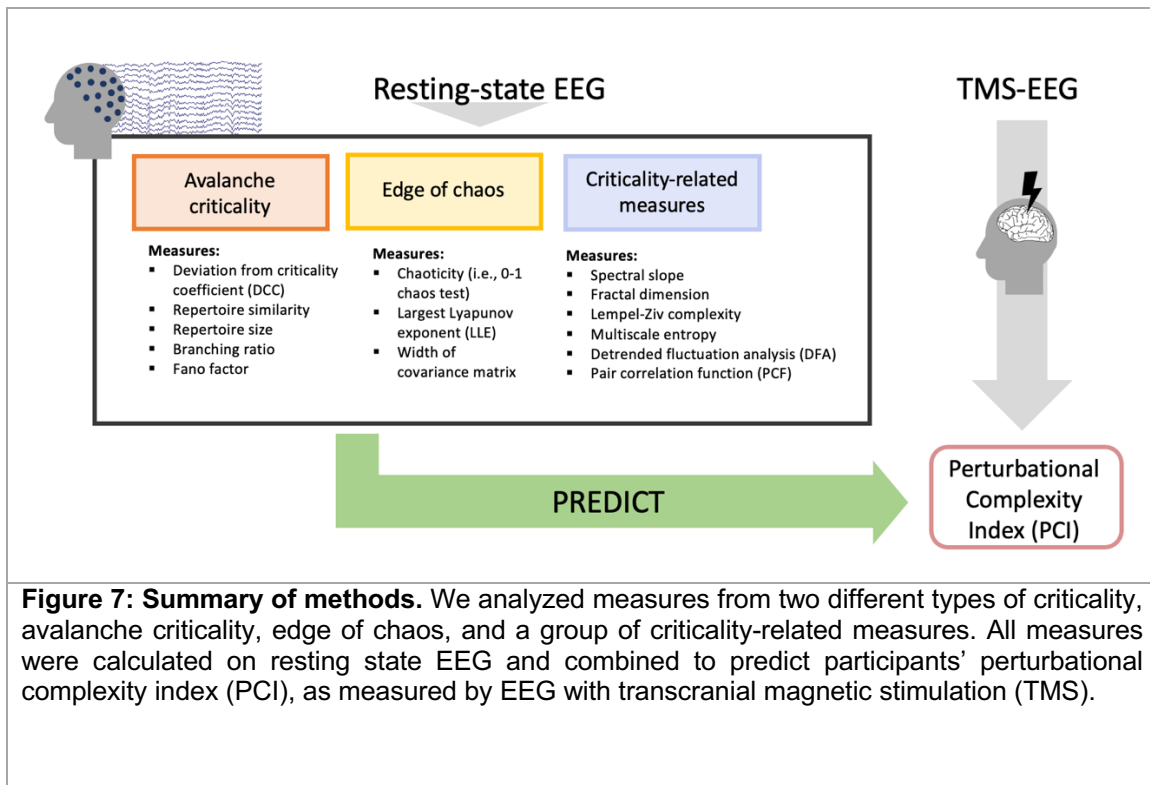 Resting-state EEG
TMS-EEG
Avalanche
criticality
Measures:
▪ Deviation from criticality
coefficient (DCC)
▪ Repertoire similarity
▪ Repertoire size
▪ Branching ratio
▪ Fano factor
Edge of chaos
Measures:
▪ Chaoticity (i.e., 0-1
chaos test)
▪ Largest Lyapunov
exponent (LLE)
▪ Width of
covariance matrix
Criticality-related
measures
Measures:
▪ Spectral slope
▪ Fractal dimension
▪ Lempel-Ziv complexity
▪ Multiscale entropy
▪ Detrended fluctuation analysis (DFA)
▪ Pair correlation function (PCF)
PREDICT
Perturbational
Complexity
Index (PCI)
Figure 7: Summary of methods. We analyzed measures from two different types of criticality,
avalanche criticality, edge of chaos, and a group of criticality-related measures. All measures
were calculated on resting state EEG and combined to predict participants’ perturbational
complexity index (PCI), as measured by EEG with transcranial magnetic stimulation (TMS).